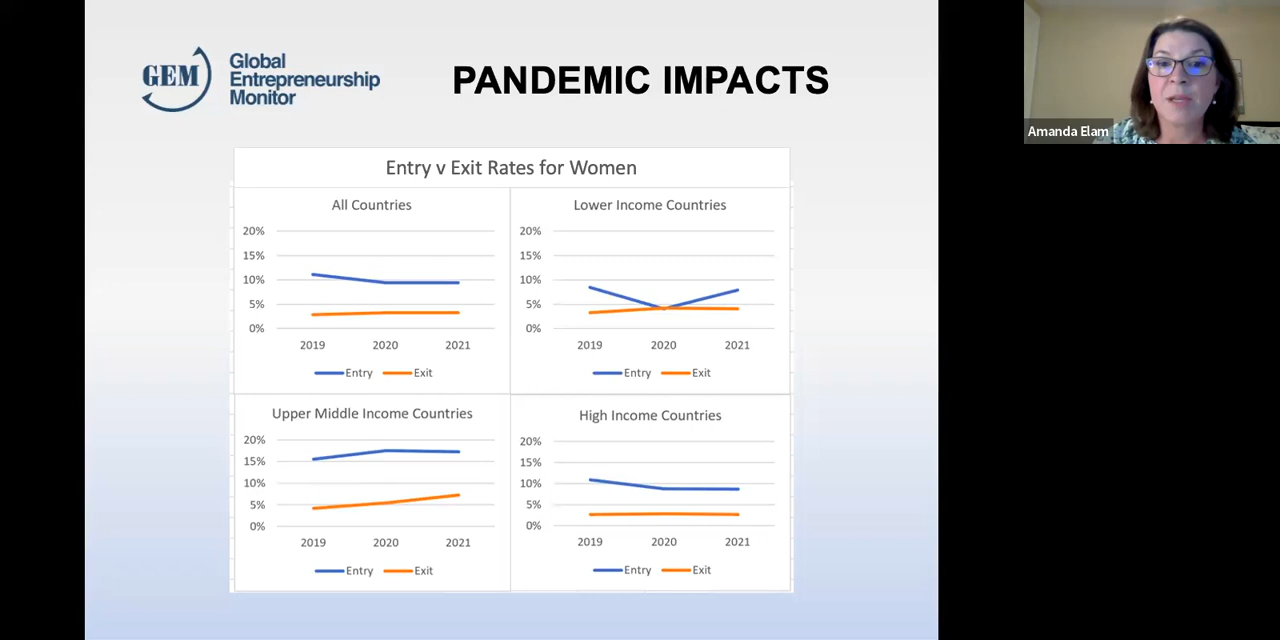 GEM
Global
Entrepreneurship
Monitor
PANDEMIC IMPACTS
Amanda Elam
Entry v Exit Rates for Women
All Countries
20%
15%
10%
5%
0%
2019 2020 2021
Entry Exit
Lower Income Countries
20%
15%
10%
5%
0%
2019 2020 2021
Entry Exit
Upper Middle Income Countries
20%
15%
10%
5%
0%
2019 2020 2021
Entry Exit
High Income Countries
20%
15%
10%
5%
0%
2019 2020 2021
Entry Exit